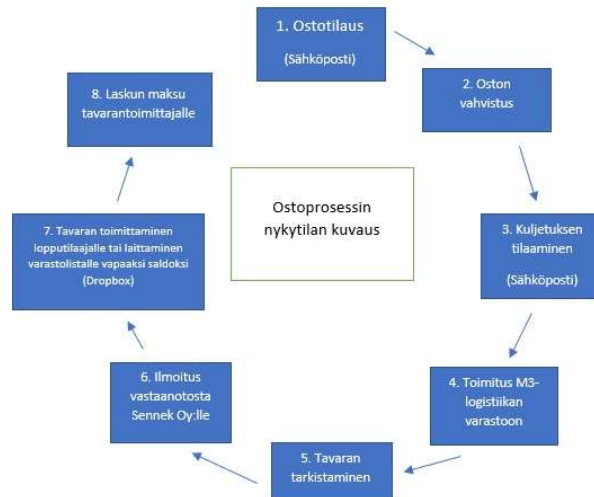 1. Ostotilaus
(Sähköposti)
2. Oston
vahvistus
3. Kuljetuksen
tilaaminen
(Sähköposti)
4. Toimitus M3-
logistiikan
varastoon
5. Tavaran
tarkistaminen
6. Ilmoitus
vastaanotosta
Sennek Oy:lle
7. Tavaran toimittaminen
lopputilaajalle tai laittaminen
varastolistalle vapaaksi saldoksi
(Dropbox)
8. Laskun maksu
tavarantoimittajalle
Ostoprosessin
nykytilan kuvaus